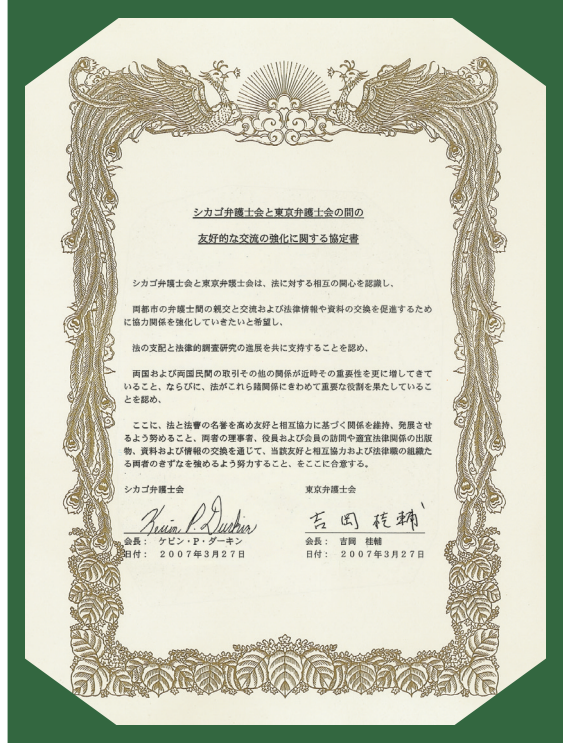 シカゴ弁護士会と東京弁護士会の間の
友好的な交流の強化に関する協定書
シカゴ弁護士会と東京弁護士会は、法に対する相互の関心を認識し、
両都市の弁護士間の親交と交流および法律情報や資料の交換を促進するため
に協力関係を強化していきたいと希望し、
法の支配と法律的調査研究の進展を共に支持することを認め、
両国および両国民間の取引その他の関係が近時その重要性を更に増してきて
いること、ならびに、法がこれら諸関係にきわめて重要な役割を果たしているこ
とを認め、
ここに、法と法曹の名誉を高め友好と相互協力に基づく関係を維持、発展させ
るよう努めること、両者の理事者、役員および会員の訪問や適宜法律関係の出版
物、資料および情報の交換を通じて、当該友好と相互協力および法律職の組織た
る両者のきずなを強めるよう努力すること、をここに合意する。
シカゴ弁護士会 東京弁護士会
Kevin P. Durkin 吉岡桂輔
会長： ケビン・P・ダーキン 会長： 吉岡 桂輔
日付： ２００７年３月２７日 日付： ２００７年３月２７日